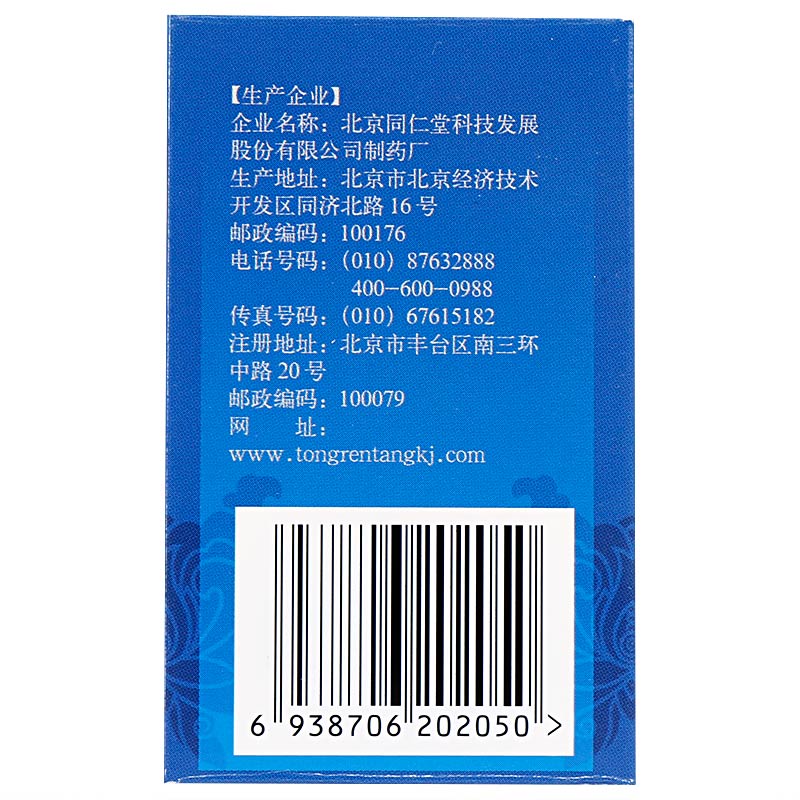 【生产企业】
企业名称：北京同仁堂科技发展
股份有限公司制药厂
生产地址：北京市北京经济技术
开发区同济北路 16 号
邮政编码：100176
电话号码：（010）87632888
400-600-0988
传真号码：（010）67615182
注册地址：北京市丰台区南三环
中路 20 号
邮政编码：100079
网　　址：
www.tongrentangkj.com
6 938706 202050 >